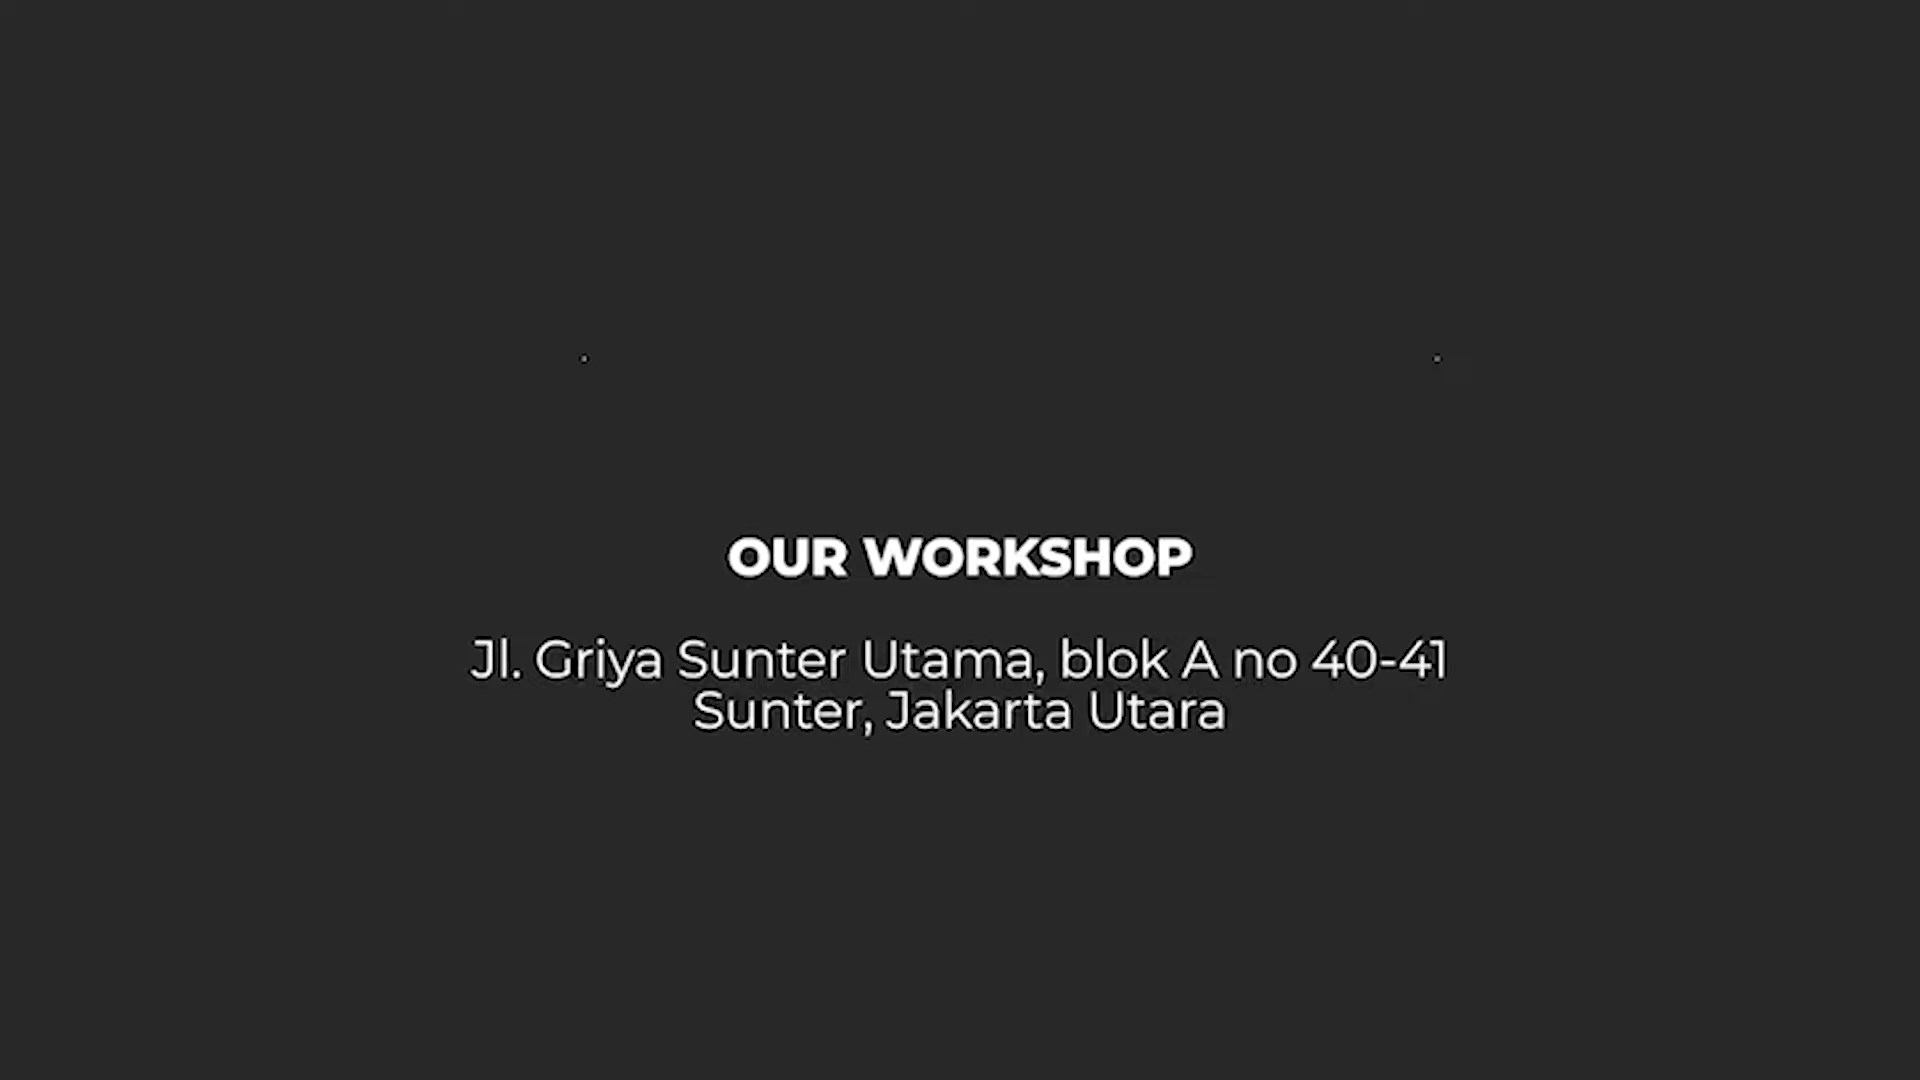 OUR WORKSHOP
Jl. Griya Sunter Utama, blok A no 40-41
Sunter, Jakarta Utara